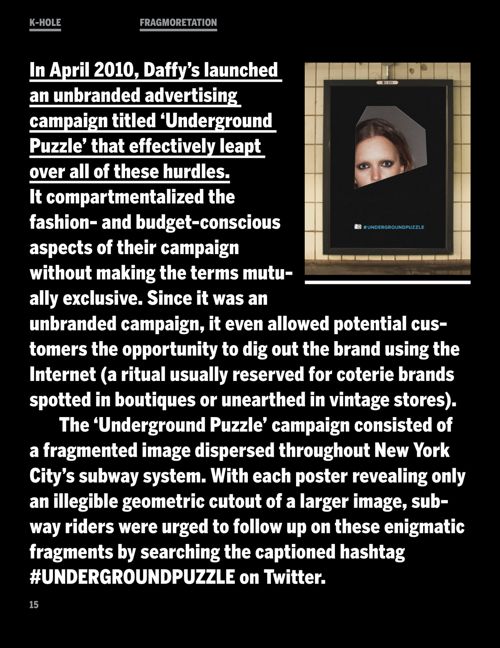 K-HOLE
FRAGMORETATION
In April 2010, Daffy's launched
an unbranded advertising
campaign titled ‘Underground
Puzzle’ that effectively leapt
over all of these hurdles.
It compartmentalized the
fashion- and budget-conscious
aspects of their campaign
without making the terms mutu-
ally exclusive. Since it was an
unbranded campaign, it even allowed potential cus-
tomers the opportunity to dig out the brand using the
Internet (a ritual usually reserved for coterie brands
spotted in boutiques or unearthed in vintage stores).
The ‘Underground Puzzle’ campaign consisted of
a fragmented image dispersed throughout New York
City’s subway system. With each poster revealing only
an illegible geometric cutout of a larger image, sub-
way riders were urged to follow up on these enigmatic
fragments by searching the captioned hashtag
#UNDERGROUNDPUZZLE on Twitter.
#UNDERGROUNDPUZZLE
15